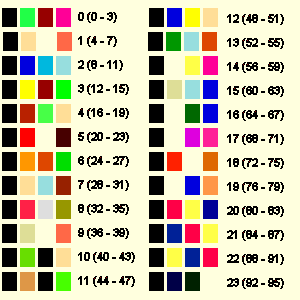 0 (0 - 3)
1 (4 - 7)
2 (8 - 11)
3 (12 - 15)
4 (16 - 19)
5 (20 - 23)
6 (24 - 27)
7 (28 - 31)
8 (32 - 35)
9 (36 - 39)
10 (40 - 43)
11 (44 - 47)
12 (48 - 51)
13 (52 - 55)
14 (56 - 59)
15 (60 - 63)
16 (64 - 67)
17 (68 - 71)
18 (72 - 75)
19 (76 - 79)
20 (80 - 83)
21 (84 - 87)
22 (88 - 91)
23 (92 - 95)